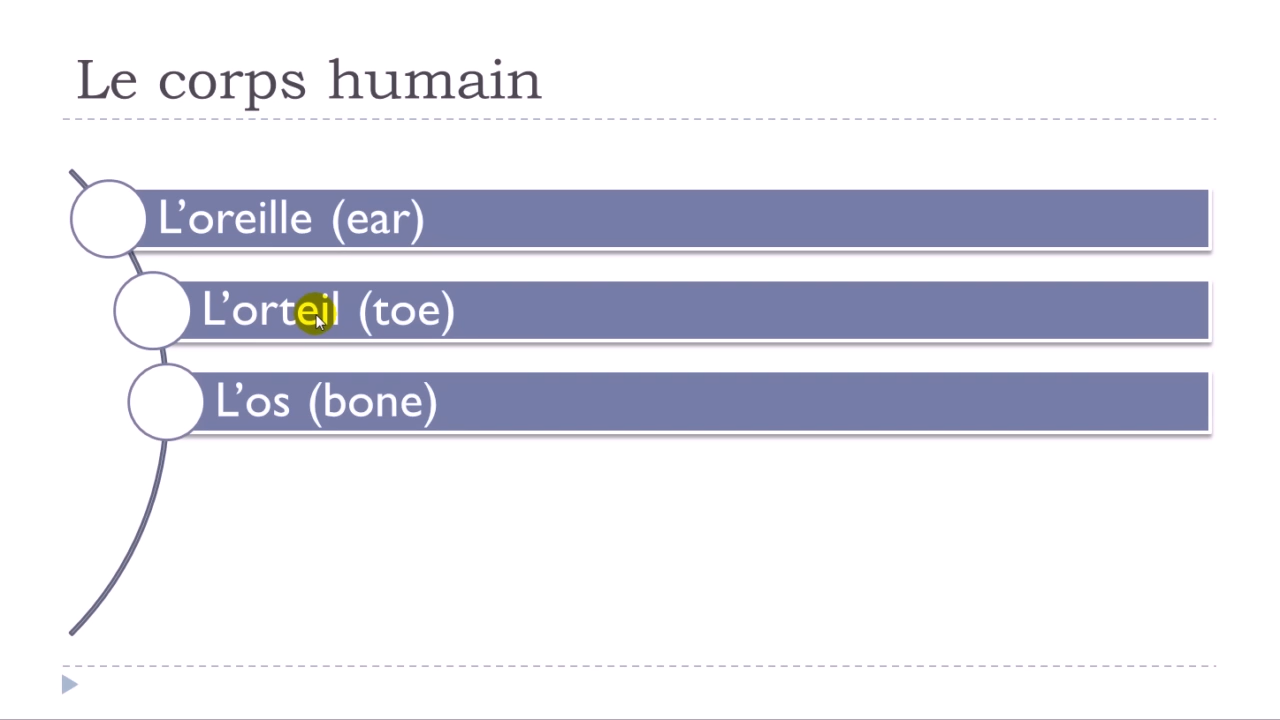 Le corps humain
L’oreille (ear)
L’orteil (toe)
L’os (bone)